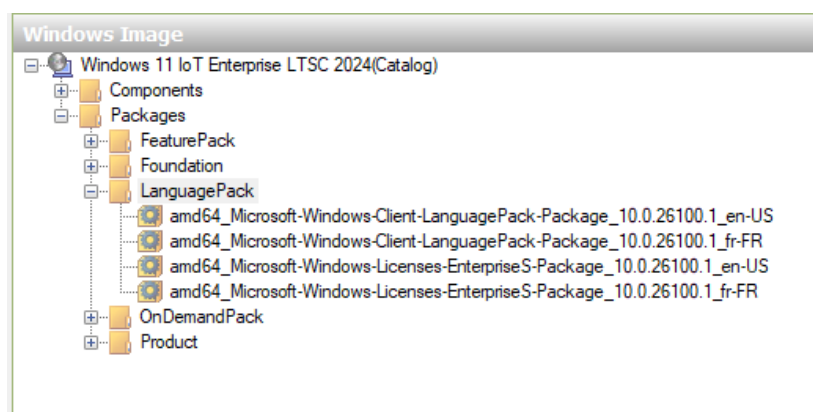 Windows Image
Windows 11 IoT Enterprise LTSC 2024(Catalog)
Components
Packages
FeaturePack
Foundation
LanguagePack
amd64_Microsoft-Windows-Client-LanguagePack-Package_10.0.26100.1_en-US
amd64_Microsoft-Windows-Client-LanguagePack-Package_10.0.26100.1_fr-FR
amd64_Microsoft-Windows-Licenses-EnterpriseS-Package_10.0.26100.1_en-US
amd64_Microsoft-Windows-Licenses-EnterpriseS-Package_10.0.26100.1_fr-FR
OnDemandPack
Product